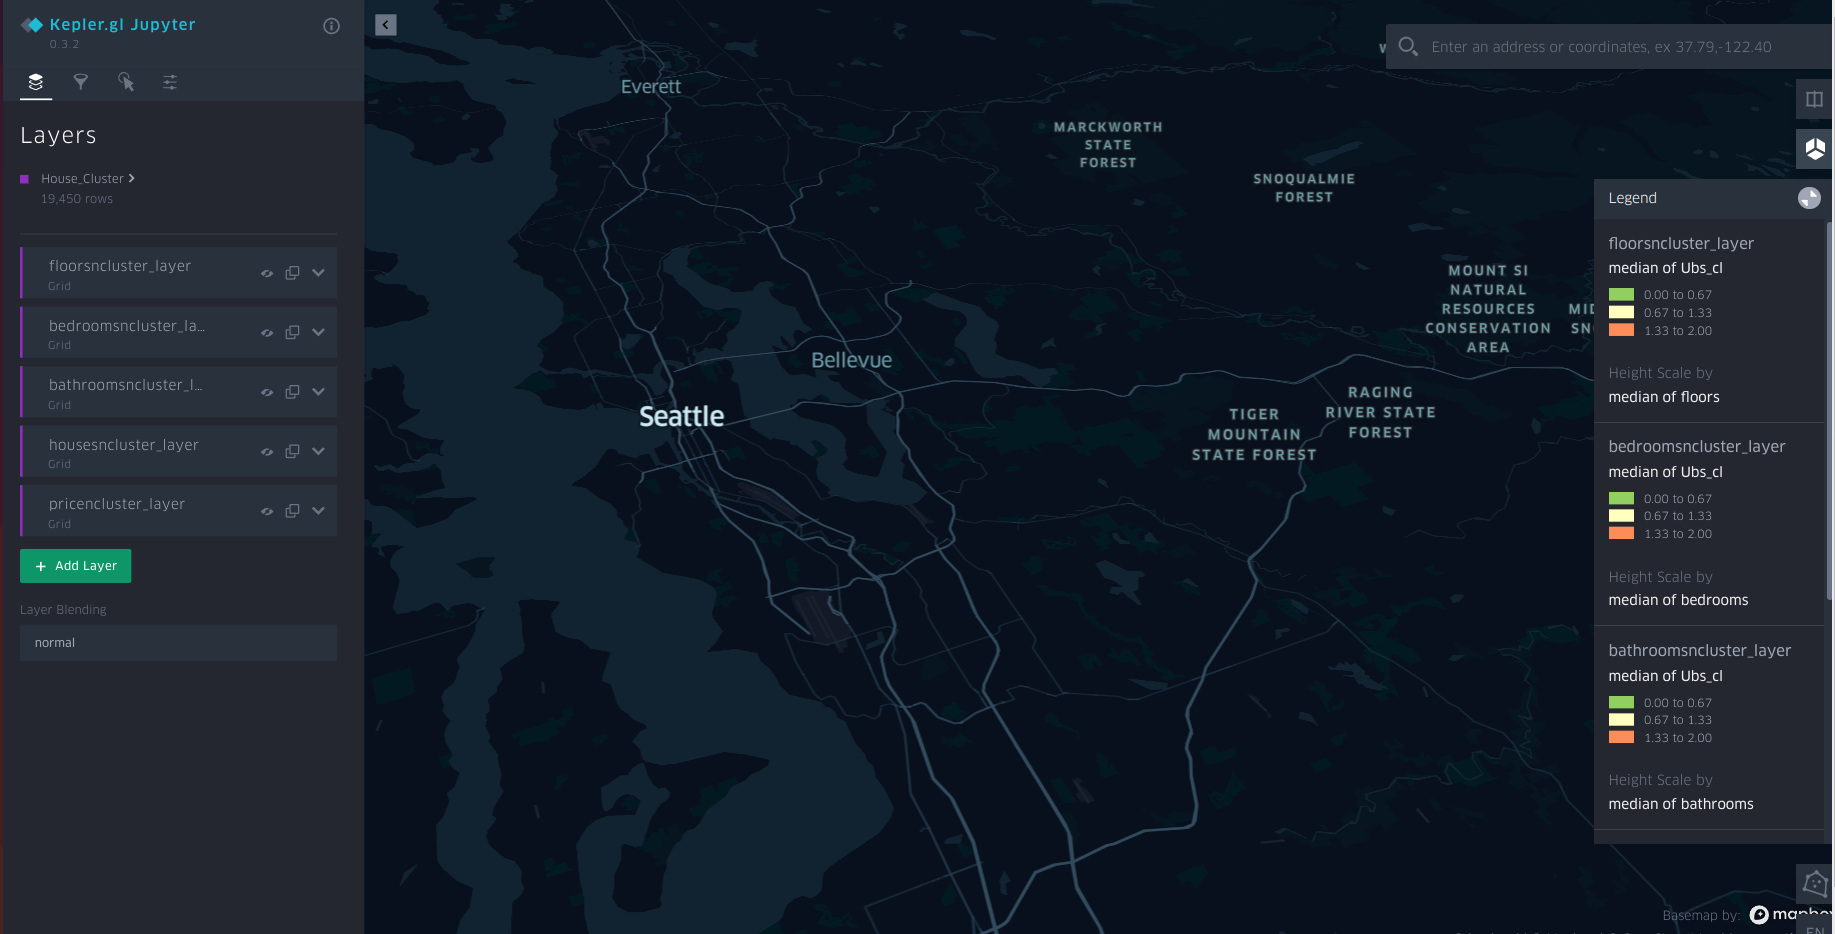 Kepler.gl Jupyter
0.3.2
Layers
House_Cluster
19,450 rows
floorsncluster_layer
Grid
bedroomsncluster_la...
Grid
bathroomsncluster_l...
Grid
housesncluster_layer
Grid
pricencluster_layer
Grid
+ Add Layer
Layer Blending
normal
Everett
Seattle
Bellevue
MARCKWORTH
STATE
FOREST
SNOQUALMIE
FOREST
MOUNT SI
NATURAL
RESOURCES
CONSERVATION
AREA
MID
SN
RAGING
RIVER STATE
FOREST
TIGER
MOUNTAIN
STATE FOREST
Enter an address or coordinates, ex 37.79,-122.40
Legend
floorsncluster_layer
median of Ubs_cl
0.00 to 0.67
0.67 to 1.33
1.33 to 2.00
Height Scale by
median of floors
bedroomsncluster_layer
median of Ubs_cl
0.00 to 0.67
0.67 to 1.33
1.33 to 2.00
Height Scale by
median of bedrooms
bathroomsncluster_layer
median of Ubs_cl
0.00 to 0.67
0.67 to 1.33
1.33 to 2.00
Height Scale by
median of bathrooms
Basemap by: mapbox
EN